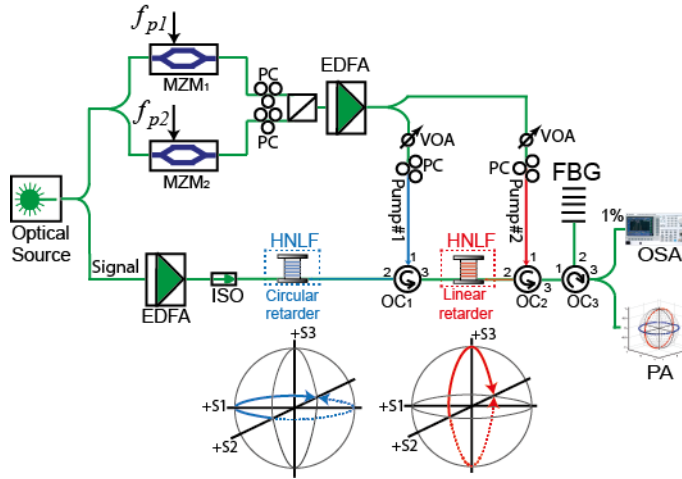 fp1
MZM1
fp2
MZM2
PC
PC
EDFA
VOA
PC
Pump#1
VOA
PC
Pump#2
FBG
1%
OSA
PA
Optical
Source
Signal
EDFA
ISO
HNLF
Circular
retarder
2
1
3
OC1
HNLF
Linear
retarder
2
1
3
OC2
1
2
3
OC3
+S3
+S1
+S2
+S3
+S1
+S2